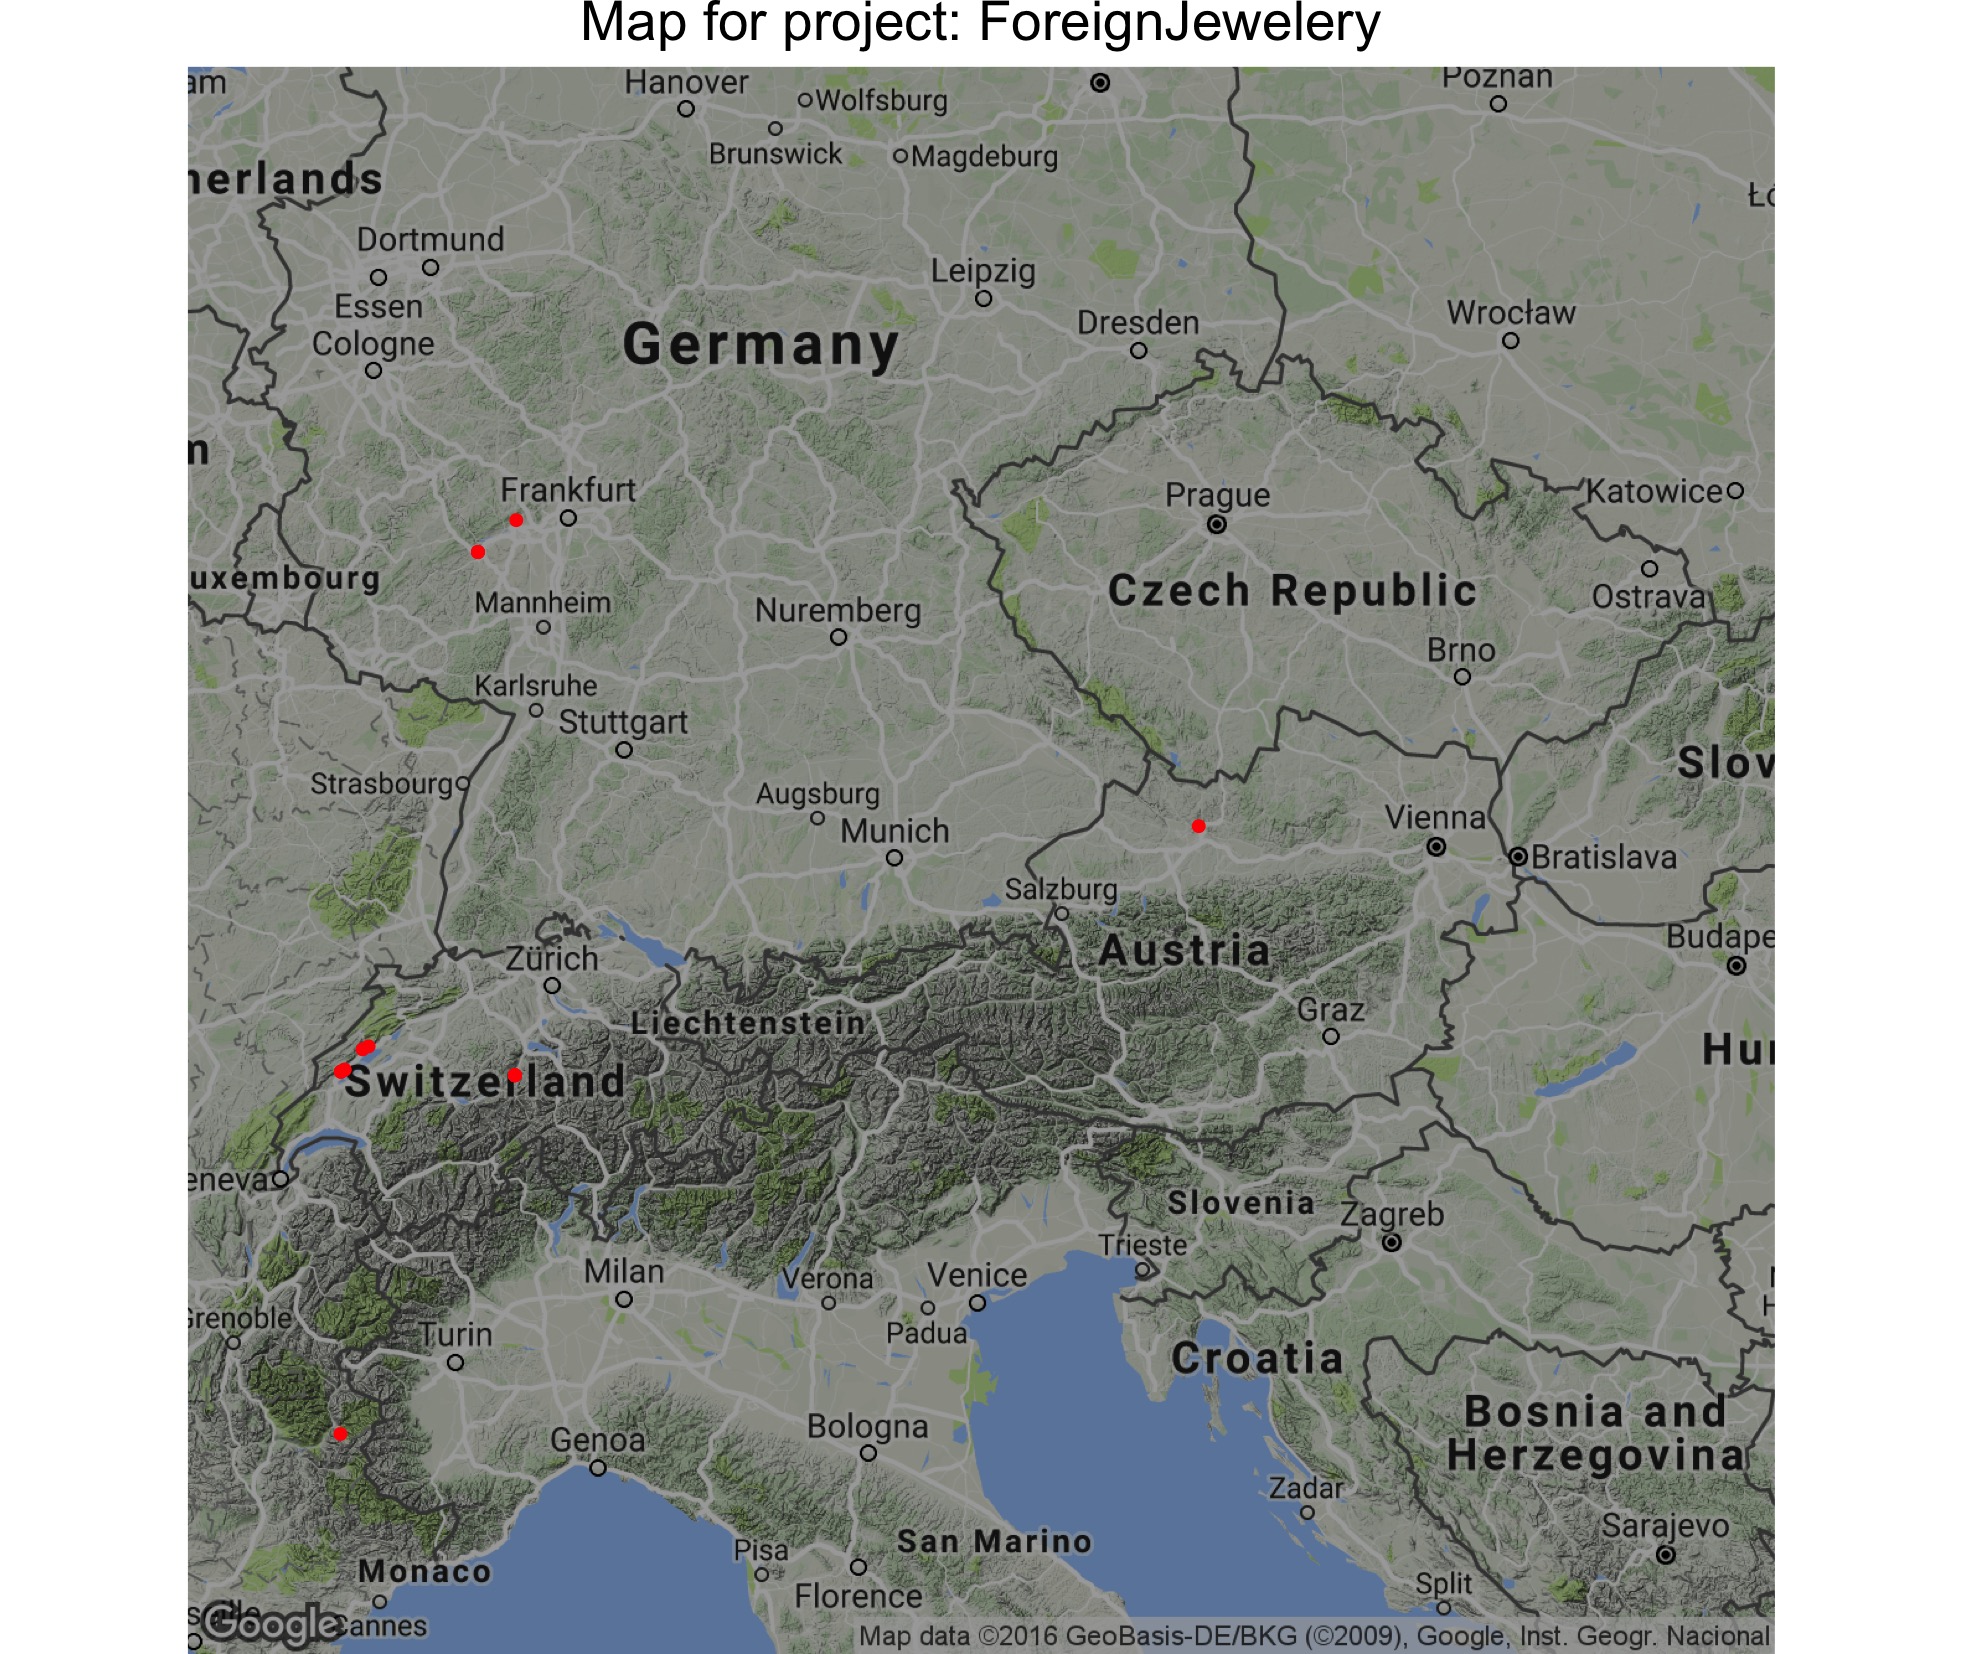 Map for project: ForeignJewelery
am
Hanover
Wolfsburg
Poznan
Brunswick
Magdeburg
herlands
Łó
Dortmund
Essen
Leipzig
Cologne
Germany
Dresden
Wrocław
m
Frankfurt
Prague
Katowice
uxembourg
Mannheim
Nuremberg
Czech Republic
Ostrava
Brno
Karlsruhe
Stuttgart
Strasbourg
Augsburg
Munich
Vienna
Slov
Bratislava
Salzburg
Zürich
Austria
Budape
Liechtenstein
Graz
Switzerland
Hu
eneva
Slovenia
Zagreb
Trieste
Milan
Verona
Venice
Grenoble
Turin
Padua
Croatia
Bosnia and
Herzegovina
Genoa
Bologna
Zadar
Sarajevo
San Marino
Pisa
Monaco
Florence
Split
Google
Cannes
Map data ©2016 GeoBasis-DE/BKG (©2009), Google, Inst. Geogr. Nacional